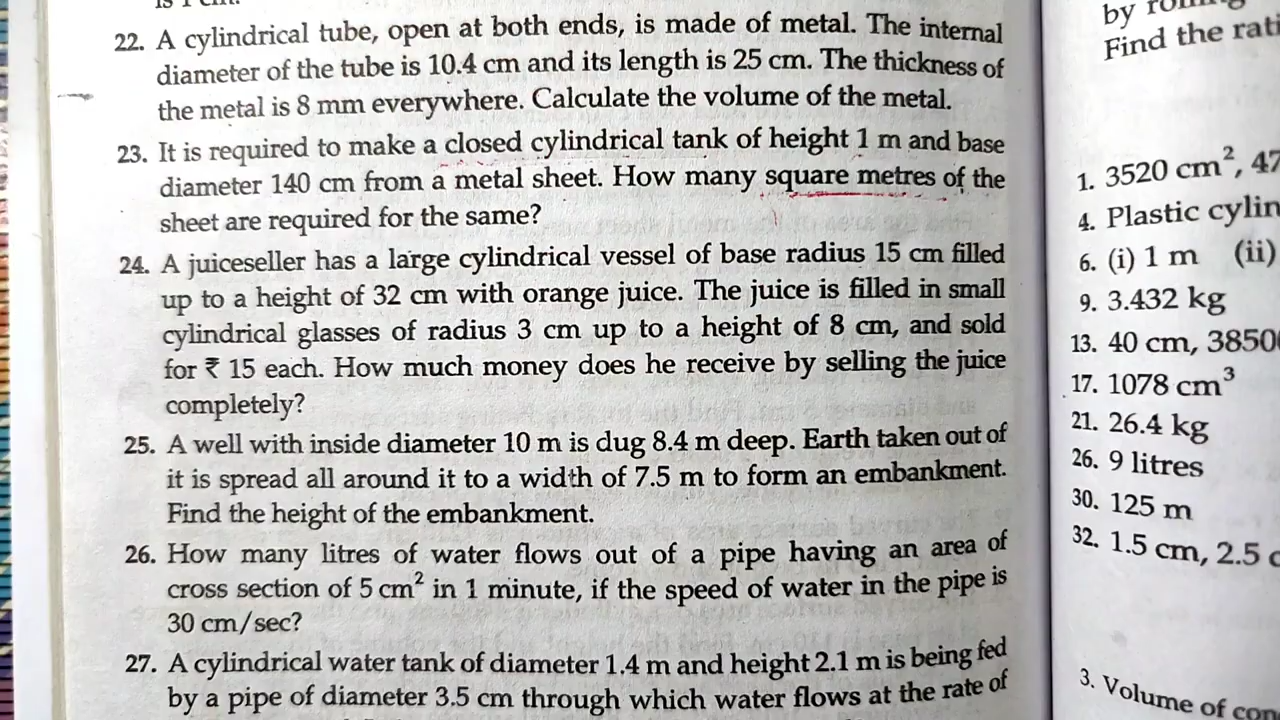 22. A cylindrical tube, open at both ends, is made of metal. The internal
diameter of the tube is 10.4 cm and its length is 25 cm. The thickness of
the metal is 8 mm everywhere. Calculate the volume of the metal.
23. It is required to make a closed cylindrical tank of height 1 m and base
diameter 140 cm from a metal sheet. How many square metres of the
sheet are required for the same?
24. A juiceseller has a large cylindrical vessel of base radius 15 cm filled
up to a height of 32 cm with orange juice. The juice is filled in small
cylindrical glasses of radius 3 cm up to a height of 8 cm, and sold
for ₹ 15 each. How much money does he receive by selling the juice
completely?
25. A well with inside diameter 10 m is dug 8.4 m deep. Earth taken out of
it is spread all around it to a width of 7.5 m to form an embankment.
Find the height of the embankment.
26. How many litres of water flows out of a pipe having an area of
cross section of 5 cm² in 1 minute, if the speed of water in the pipe is
30 cm/sec?
27. A cylindrical water tank of diameter 1.4 m and height 2.1 m is being fed
by a pipe of diameter 3.5 cm through which water flows at the rate of
by
Find the
1. 3520 cm², 47
4. Plastic
6. (i) 1 m (ii)
9. 3.432 kg
13. 40 cm, 3850
17. 1078 cm³
21. 26.4 kg
26. 9 litres
30. 125 m
32. 1.5 cm, 2.5
3. Volume of